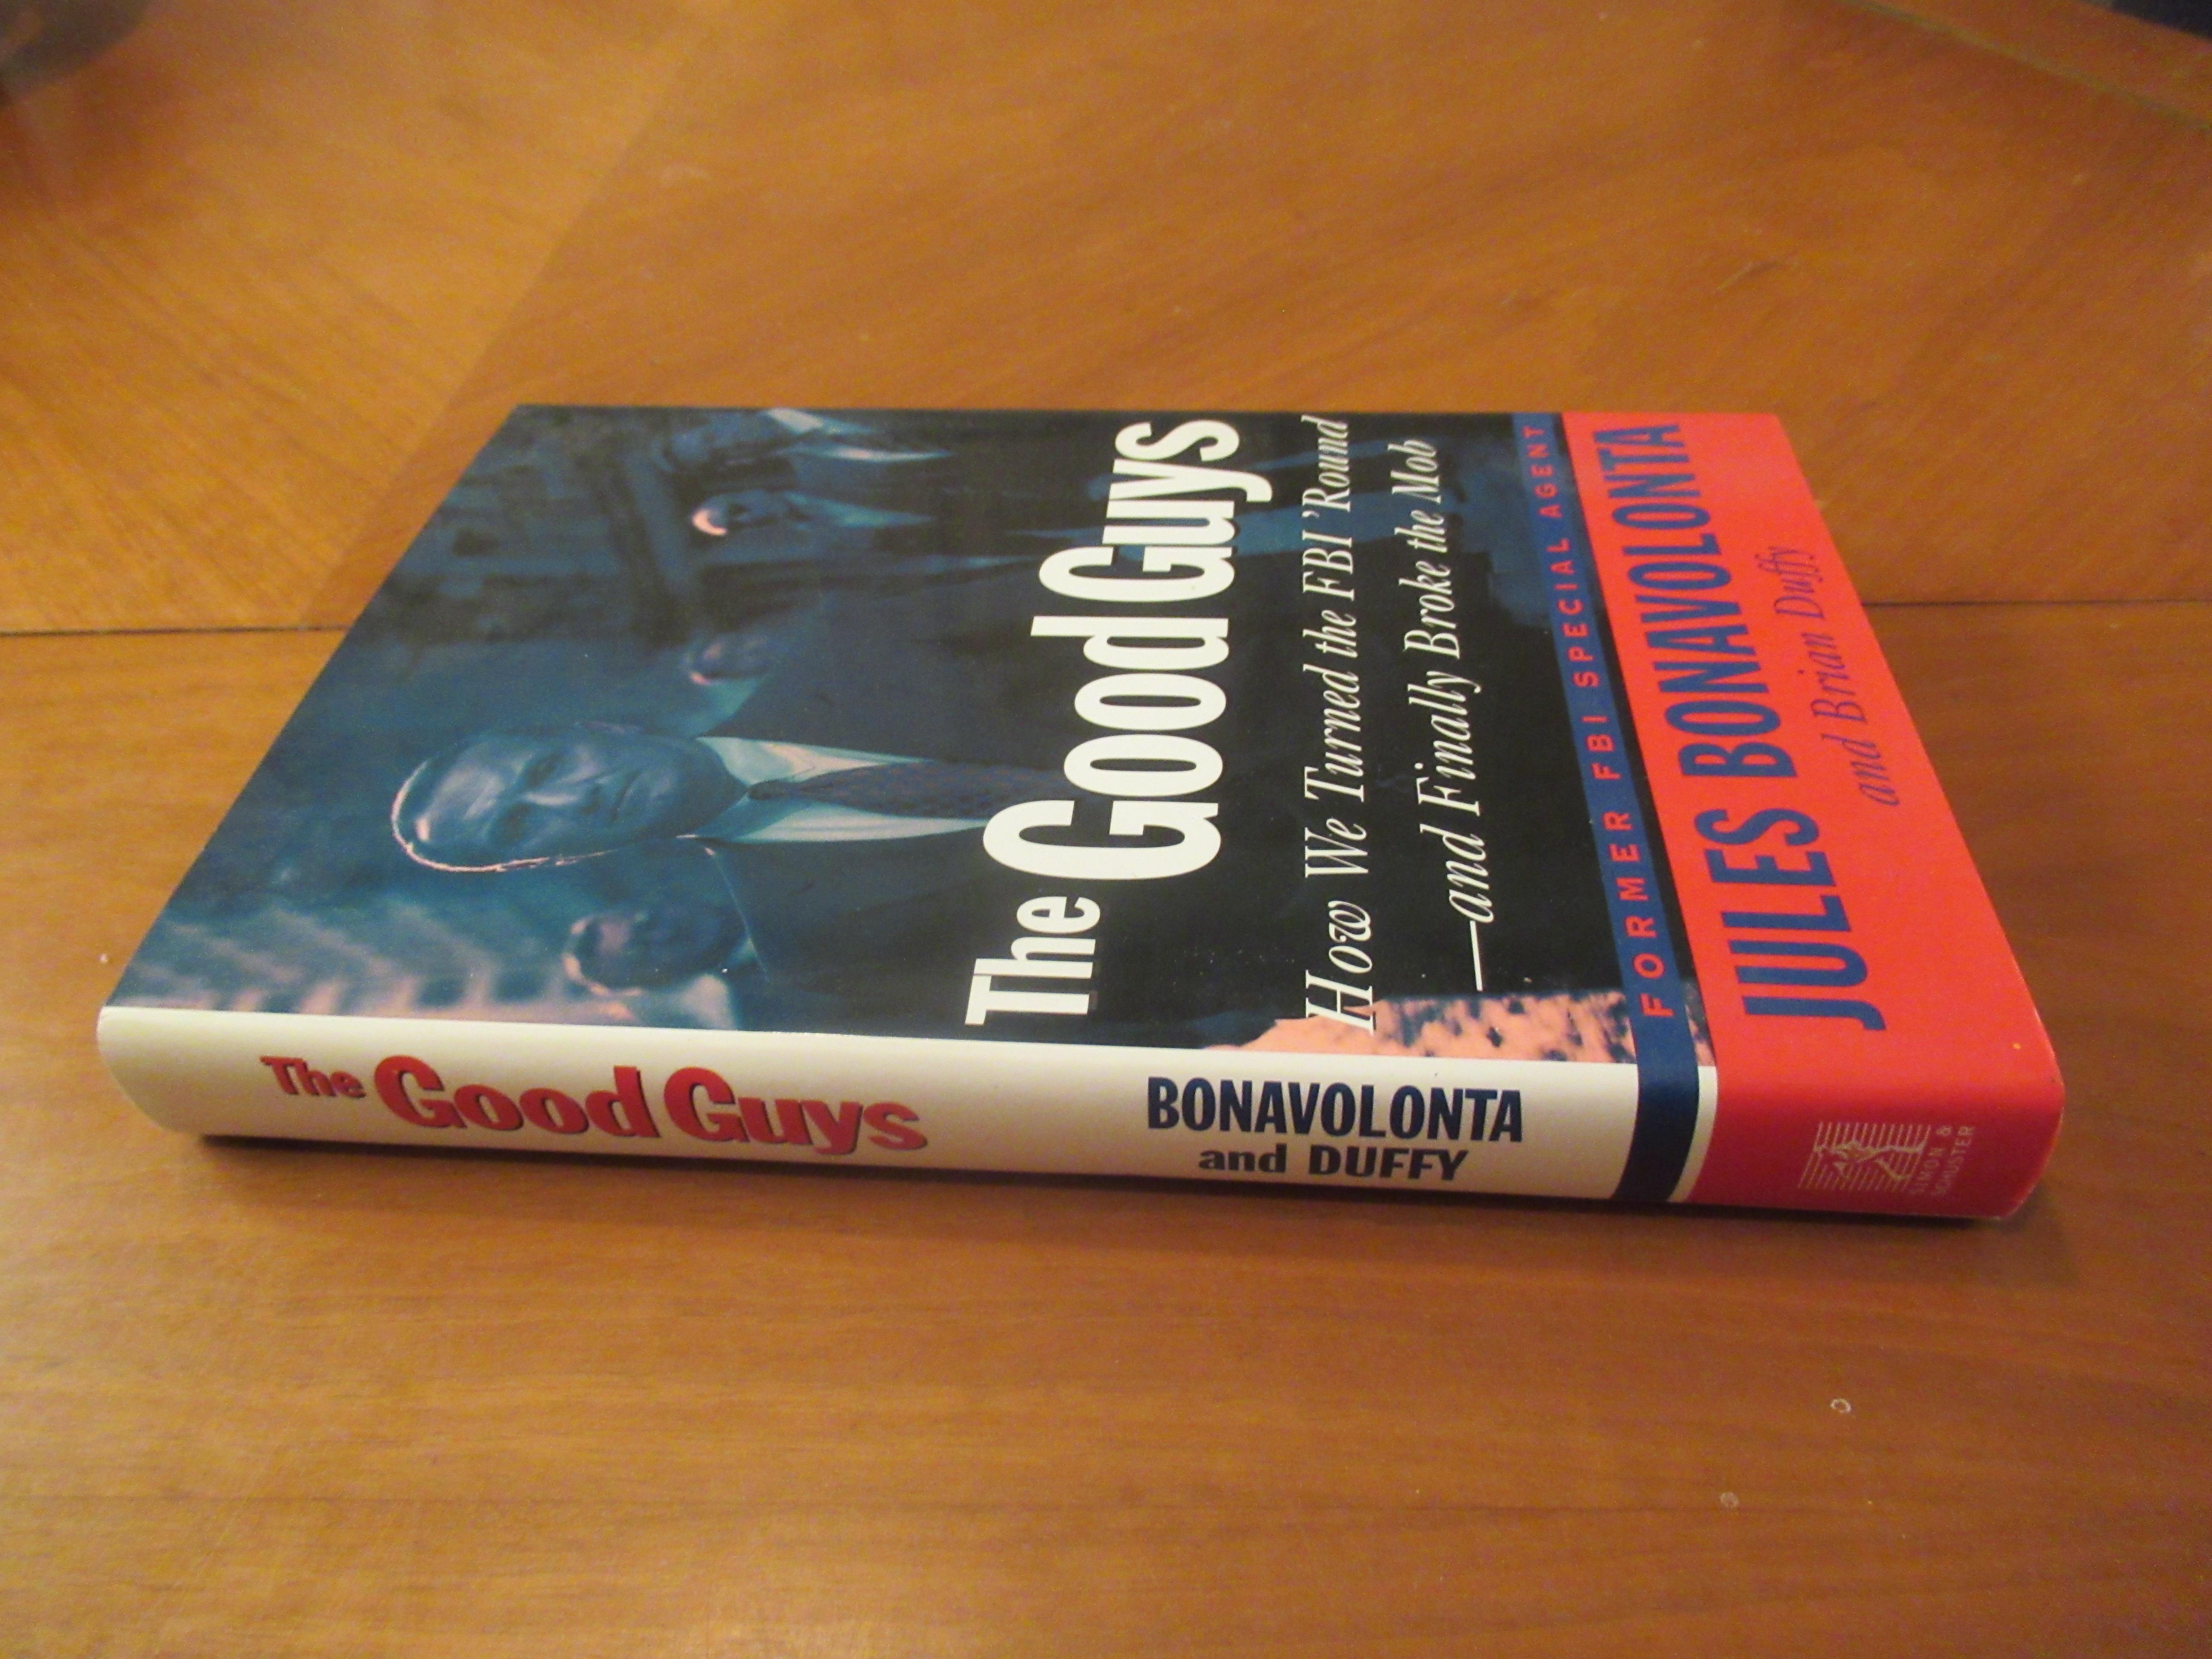 The Good Guys
How We Turned the FBI 'Round
—and Finally Broke the Mob
FORMER FBI SPECIAL AGENT
JULES BONAVOLONTA
and Brian Duffy
The Good Guys
BONAVOLONTA
and DUFFY
SIMON &
SCHUSTER